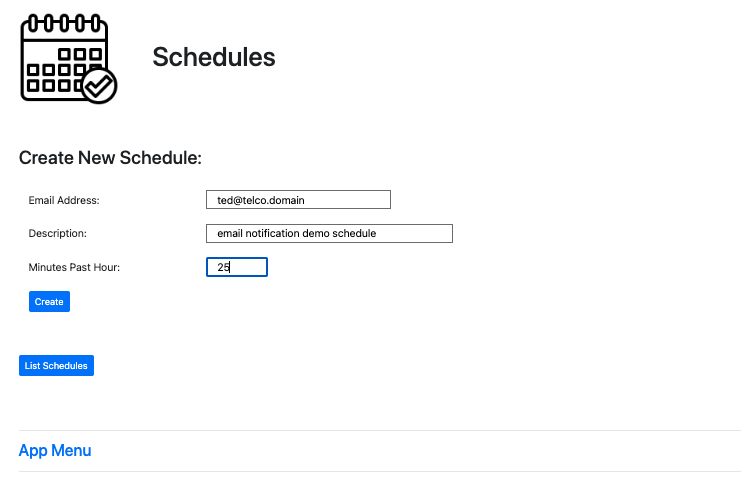 Schedules
Create New Schedule:
Email Address: ted@telco.domain
Description: email notification demo schedule
Minutes Past Hour: 25
Create
List Schedules
App Menu